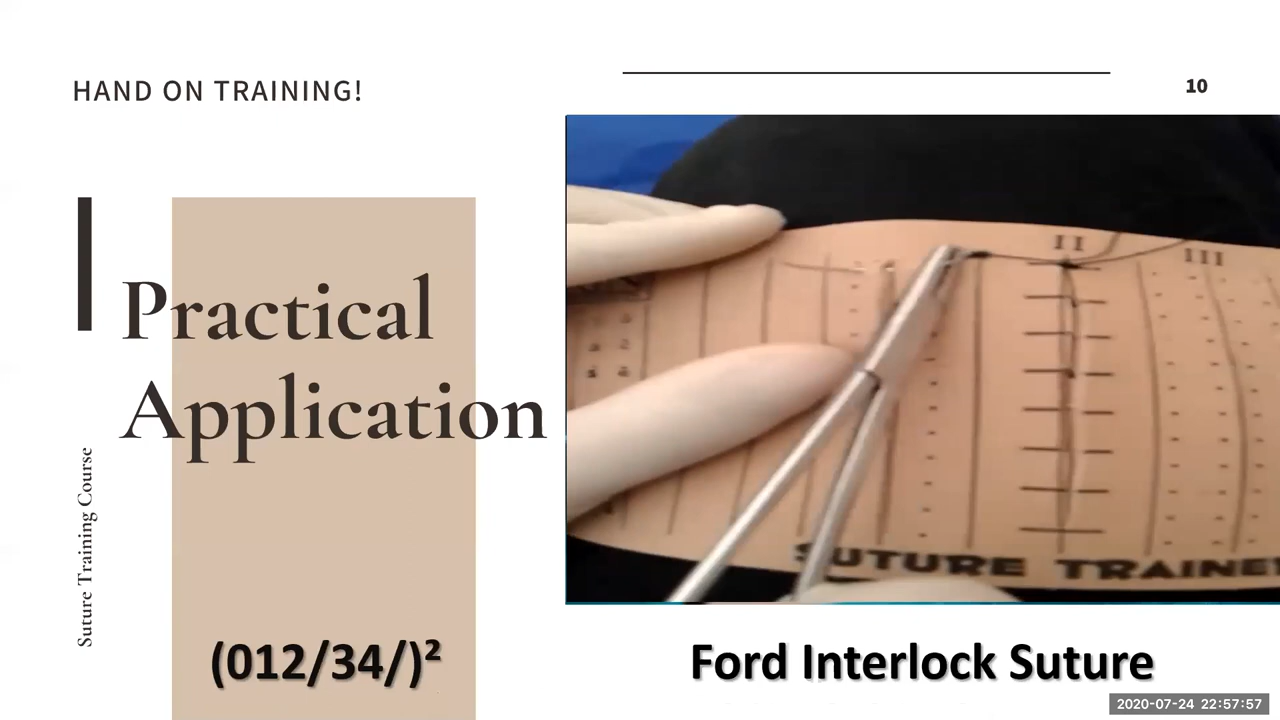 HAND ON TRAINING!
10
Practical
Application
Suture Training Course
(012/34/)²
II
III
SUTURE TRAINE
Ford Interlock Suture
2020-07-24 22:57:57